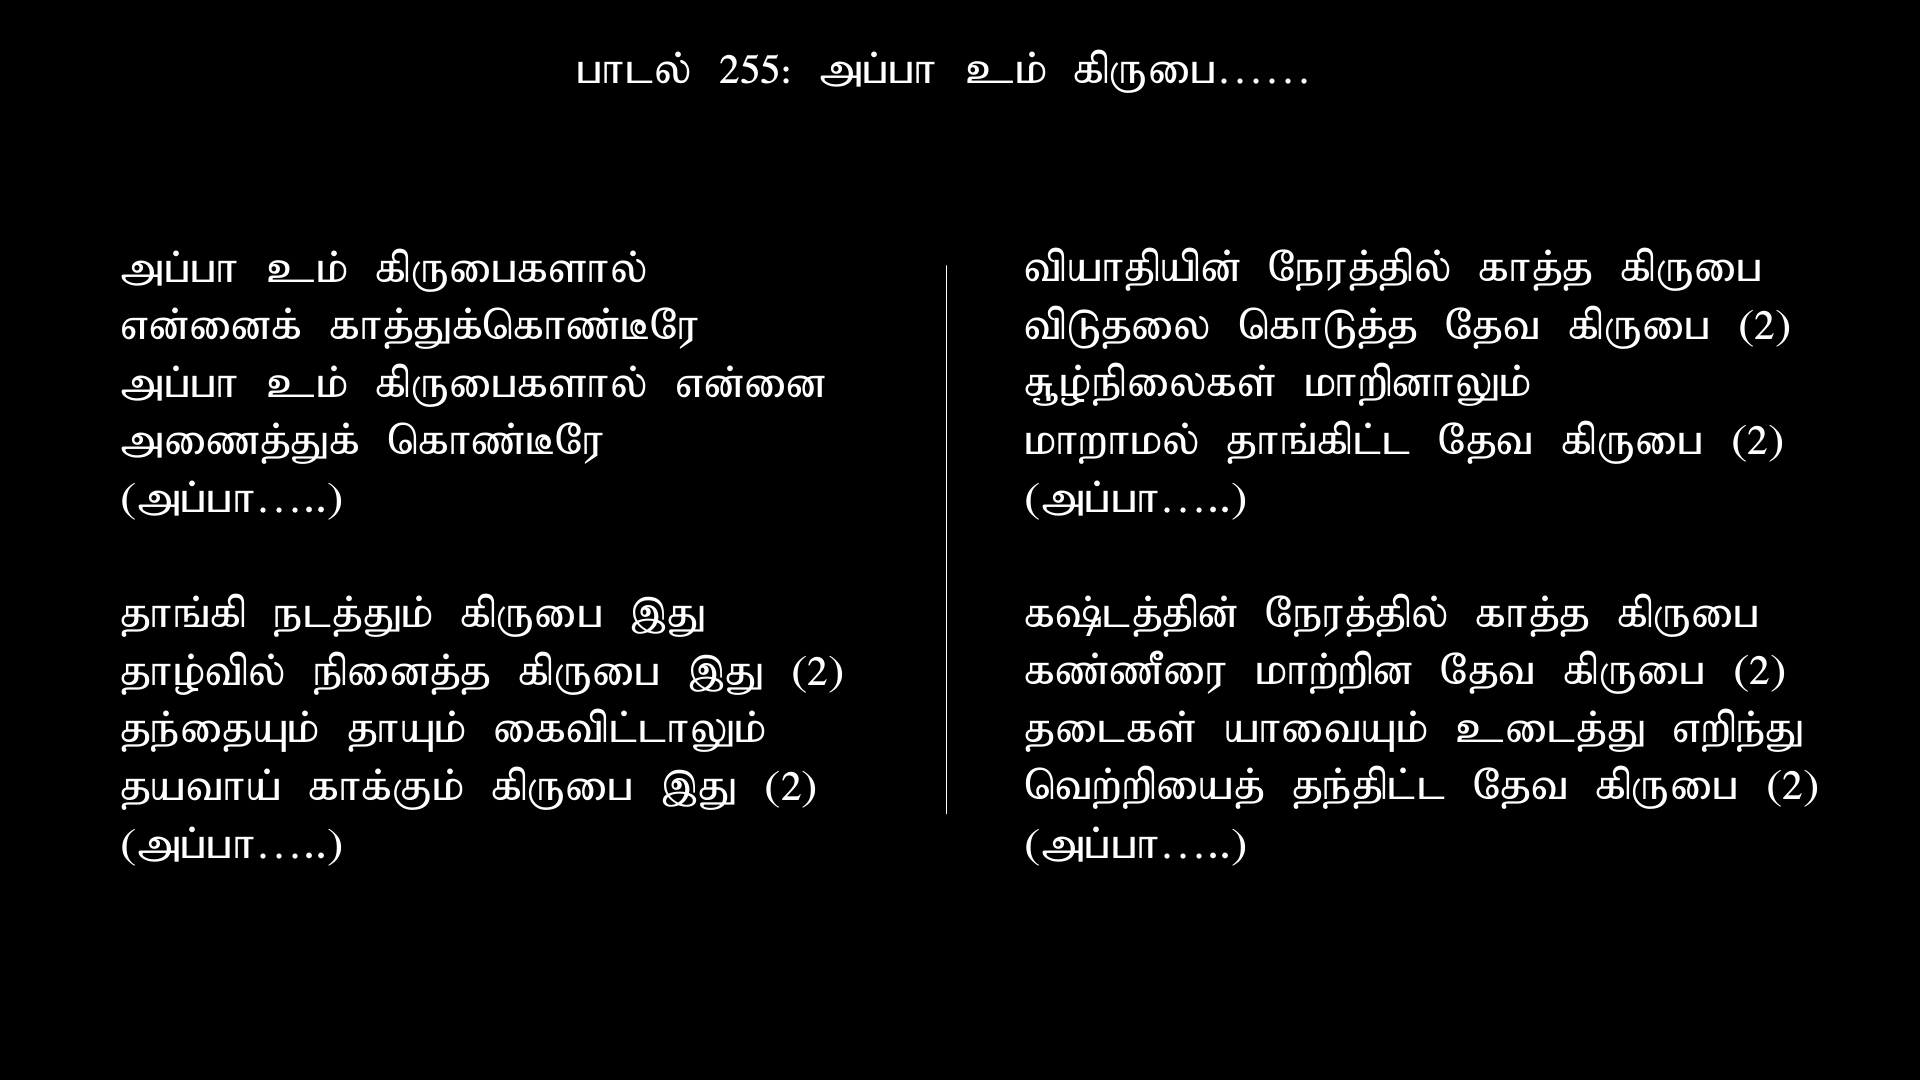 பாடல் 255: அப்பா உம் கிருபை......
அப்பா உம் கிருபைகளால்
என்னைக் காத்துக்கொண்டீரே
அப்பா உம் கிருபைகளால் என்னை
அணைத்துக் கொண்டீரே
(அப்பா.....)
தாங்கி நடத்தும் கிருபை இது
தாழ்வில் நினைத்த கிருபை இது (2)
தந்தையும் தாயும் கைவிட்டாலும்
தயவாய் காக்கும் கிருபை இது (2)
(அப்பா.....)
வியாதியின் நேரத்தில் காத்த கிருபை
விடுதலை கொடுத்த தேவ கிருபை (2)
சூழ்நிலைகள் மாறினாலும்
மாறாமல் தாங்கிட்ட தேவ கிருபை (2)
(அப்பா.....)
கஷ்டத்தின் நேரத்தில் காத்த கிருபை
கண்ணீரை மாற்றின தேவ கிருபை (2)
தடைகள் யாவையும் உடைத்து எறிந்து
வெற்றியைத் தந்திட்ட தேவ கிருபை (2)
(அப்பா.....)